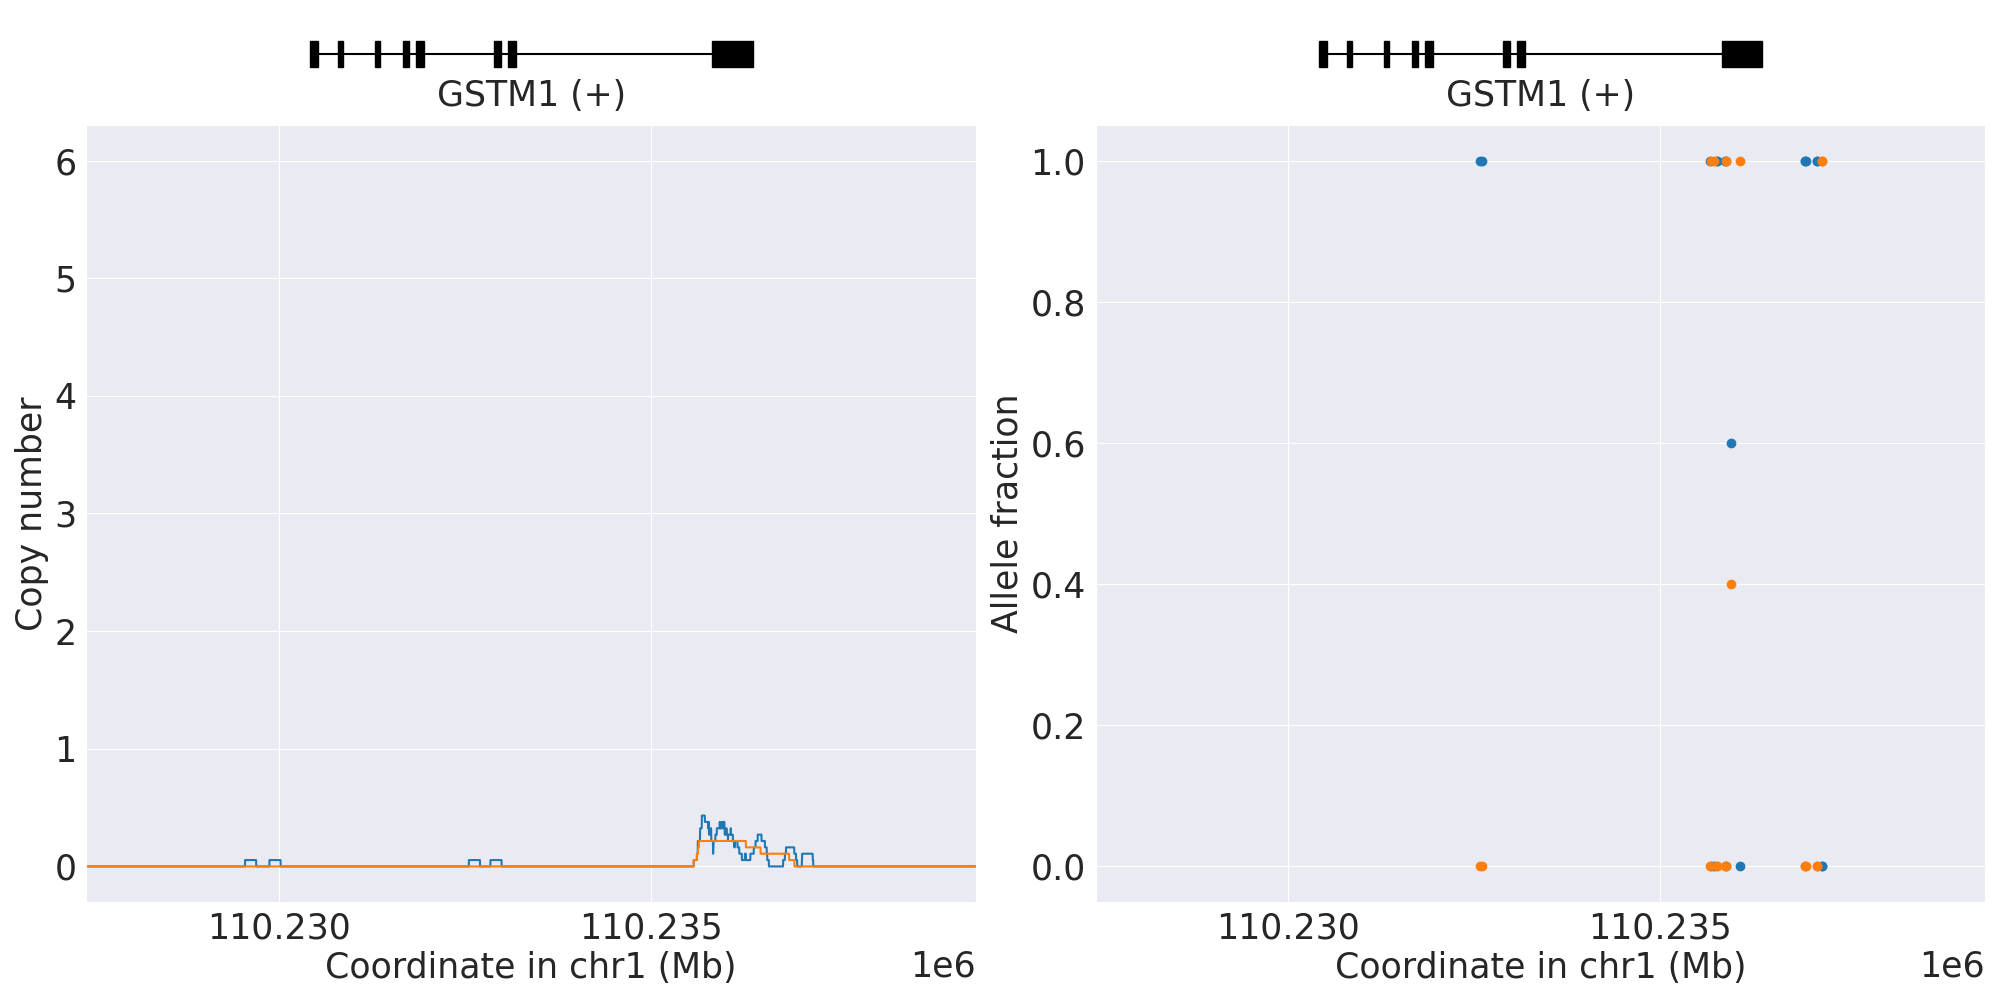 GSTM1 (+)
6
5
4
3
2
1
0
Copy number
110.230
110.235
Coordinate in chr1 (Mb)
1e6
GSTM1 (+)
1.0
0.8
0.6
0.4
0.2
0.0
Allele fraction
110.230
110.235
Coordinate in chr1 (Mb)
1e6